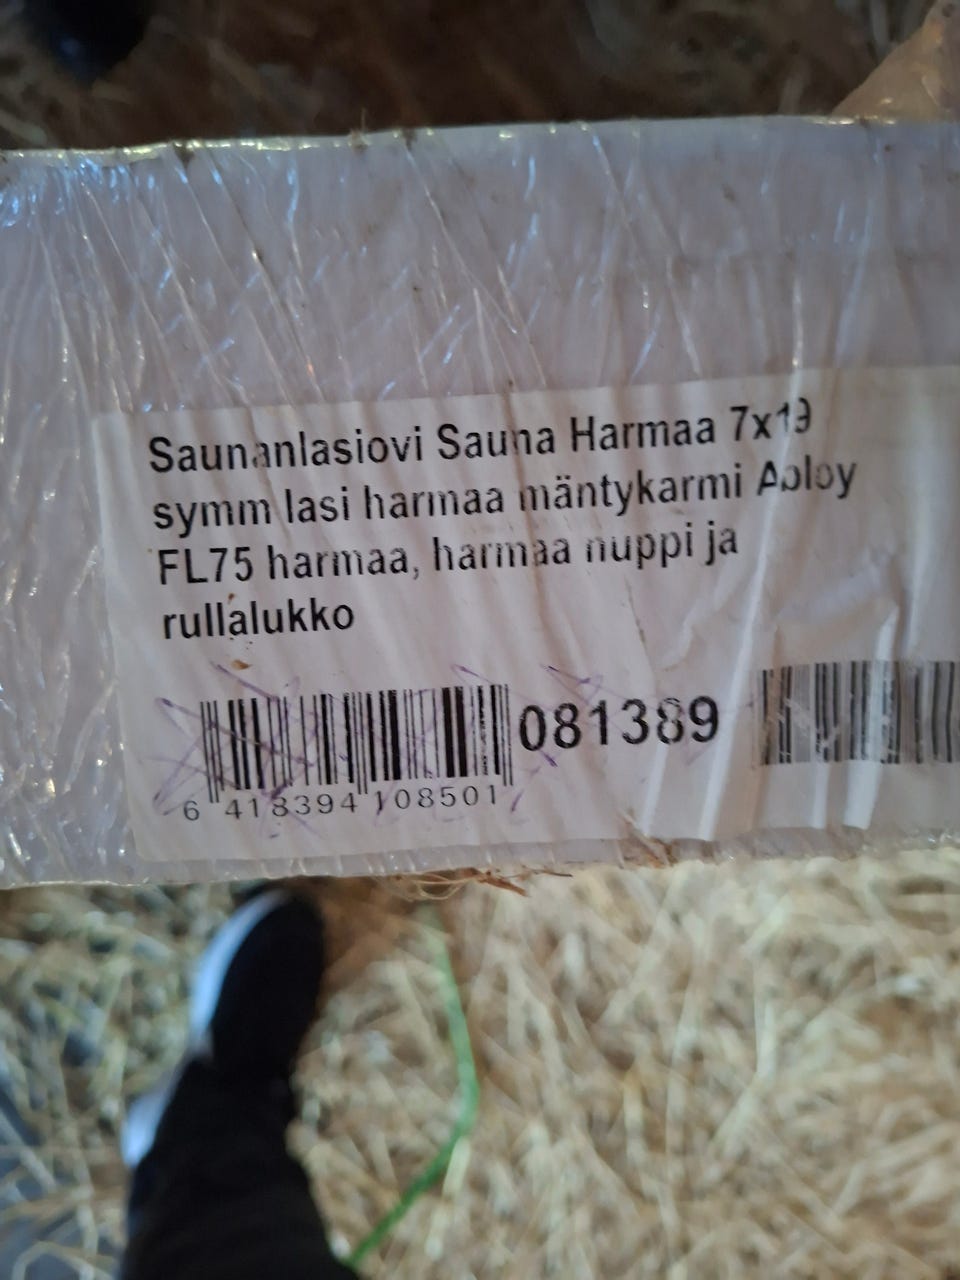 Saunanlasiovi Sauna Harmaa 7x19
symm lasi harmaa mäntykarmi Abloy
FL75 harmaa, harmaa nuppi ja
rullalukko
081389
6 418394 108501